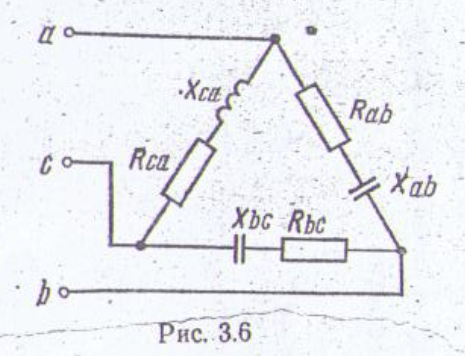 a
Xca
Rab
c
Rca
Xab
Xbc Rbc
b
Рис. 3.6